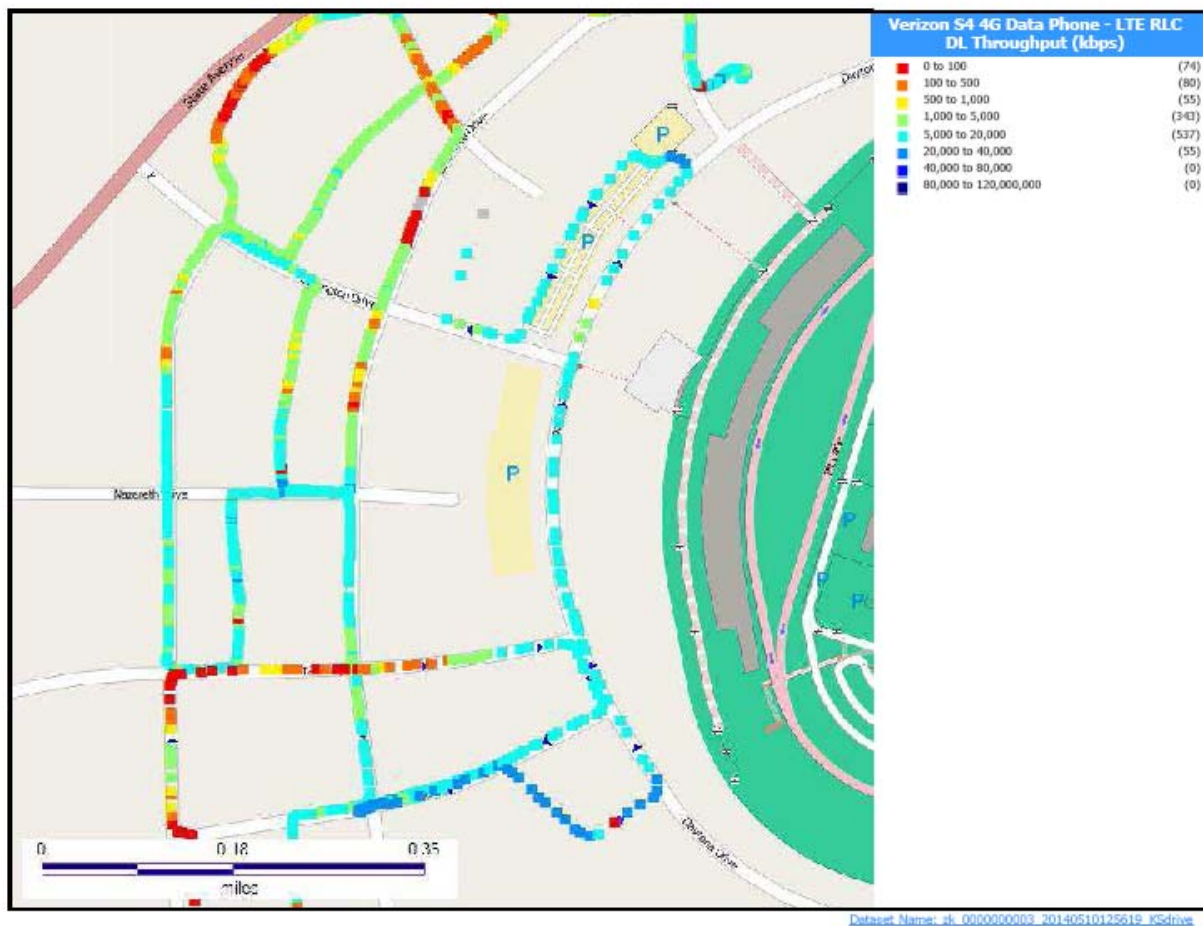 Verizon S4 4G Data Phone - LTE RLC
DL Throughput (kbps)
0 to 100 (74)
100 to 500 (80)
500 to 1,000 (55)
1,000 to 5,000 (343)
5,000 to 20,000 (537)
20,000 to 40,000 (55)
40,000 to 80,000 (0)
80,000 to 120,000,000 (0)
State Avenue
P
P
P
P
P
P
Daytona Drive
0 0.18 0.35
miles
Dataset Name: zk_0000000003_20140510125619_KSdrive